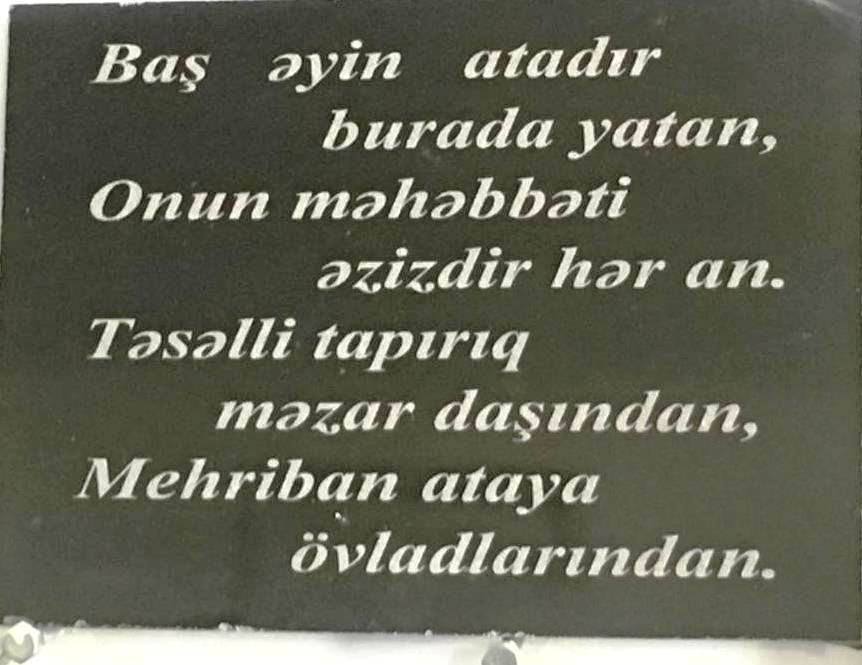 Baş əyin atadır
burada yatan,
Onun məhəbbəti
əzizdir hər an.
Təsəlli tapırıq
məzar daşından,
Mehriban ataya
övladlarından.